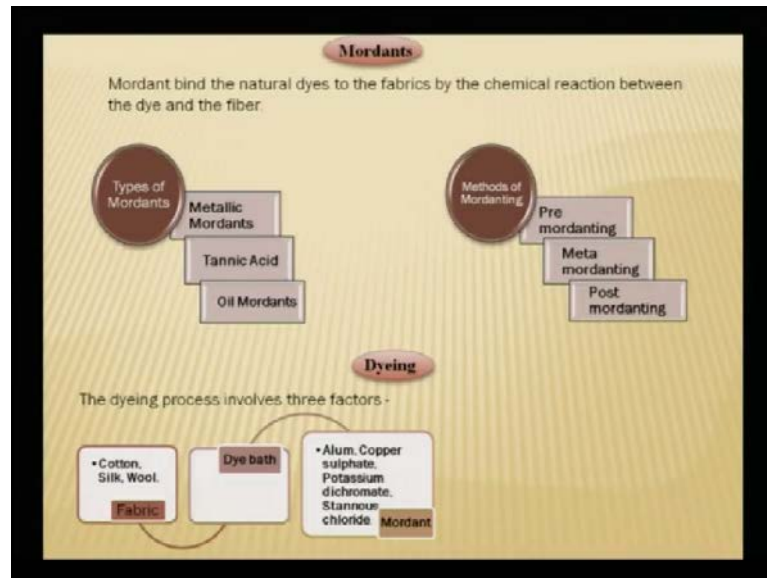 Mordants
Mordant bind the natural dyes to the fabrics by the chemical reaction between
the dye and the fiber.
Types of
Mordants
Metallic
Mordants
Tannic Acid
Oil Mordants
Methods of
Mordanting
Pre
mordanting
Meta
mordanting
Post
mordanting
Dyeing
The dyeing process involves three factors -
•Cotton,
Silk, Wool.
Fabric
Dye bath
•Alum, Copper
sulphate,
Potassium
dichromate,
Stannous
chloride.
Mordant